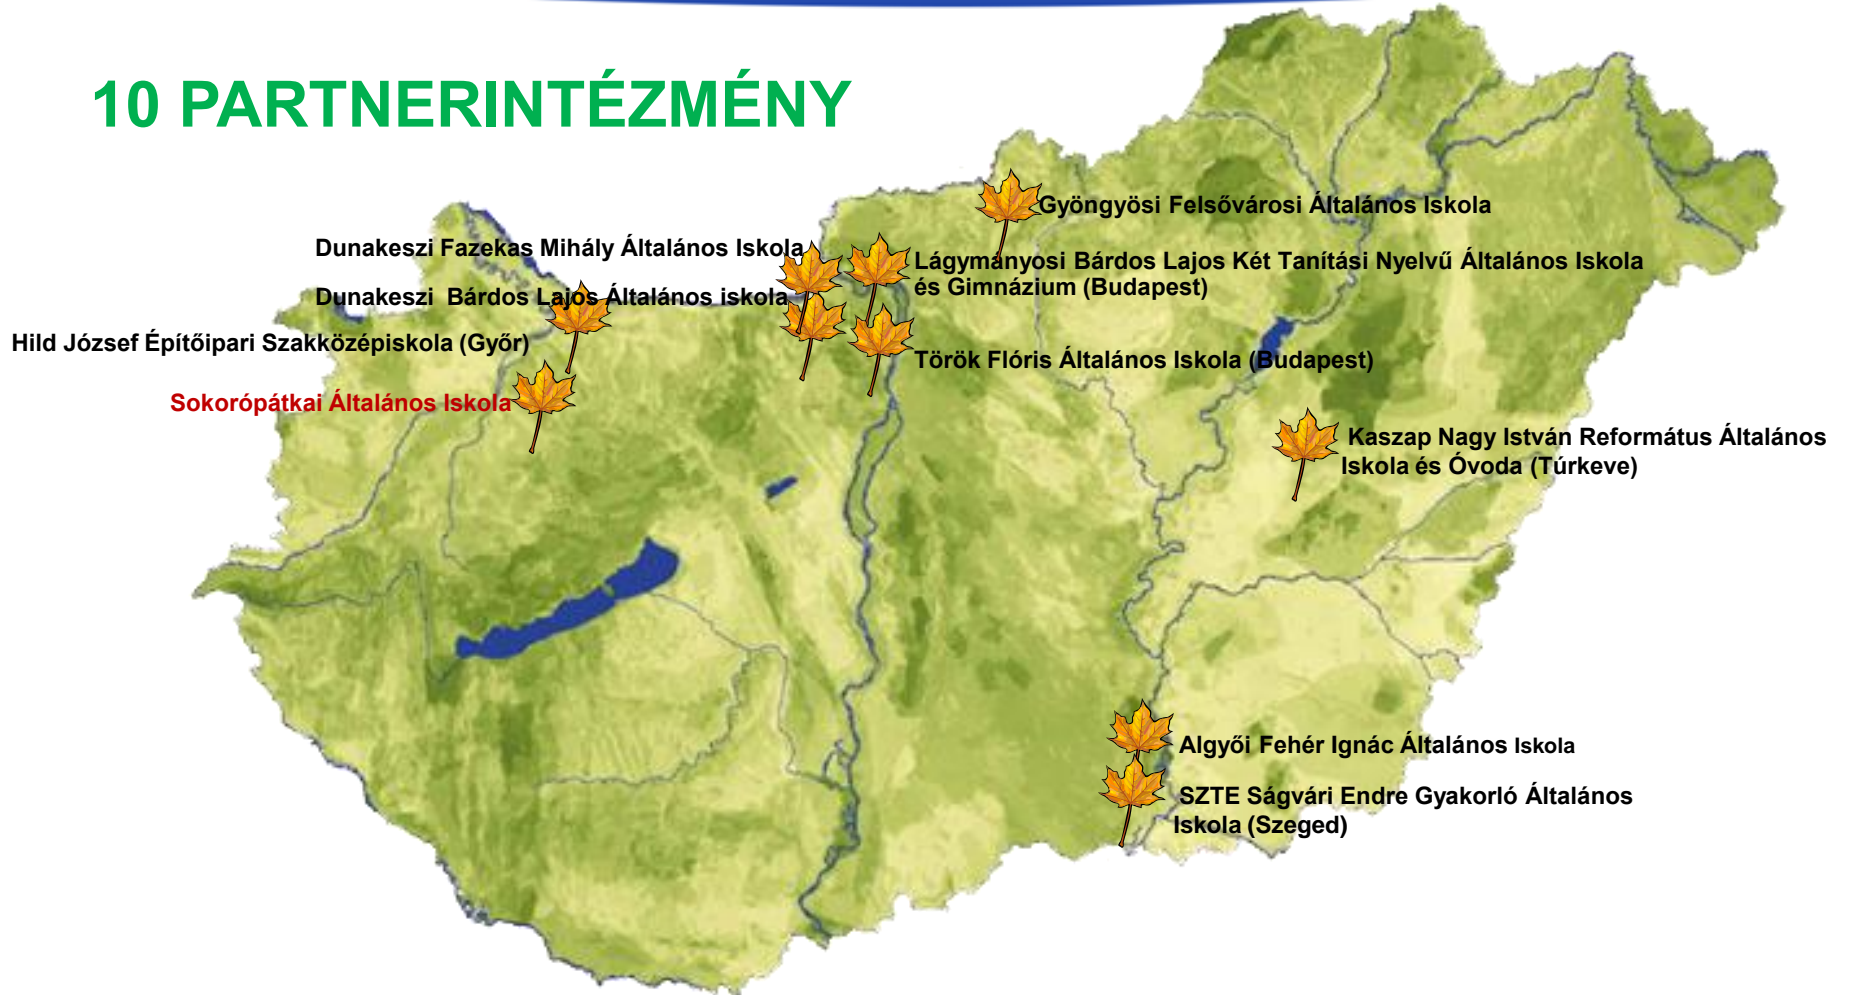 10 PARTNERINTÉZMÉNY
Gyöngyösi Felsővárosi Általános Iskola
Dunakeszi Fazekas Mihály Általános Iskola
Lágymányosi Bárdos Lajos Két Tanítási Nyelvű Általános Iskola
és Gimnázium (Budapest)
Dunakeszi  Bárdos Lajos Általános iskola
Hild József Építőipari Szakközépiskola (Győr)
Török Flóris Általános Iskola (Budapest)
Sokorópátkai Általános Iskola
Kaszap Nagy István Református Általános
Iskola és Óvoda (Túrkeve)
Algyői Fehér Ignác Általános Iskola
SZTE Ságvári Endre Gyakorló Általános
Iskola (Szeged)